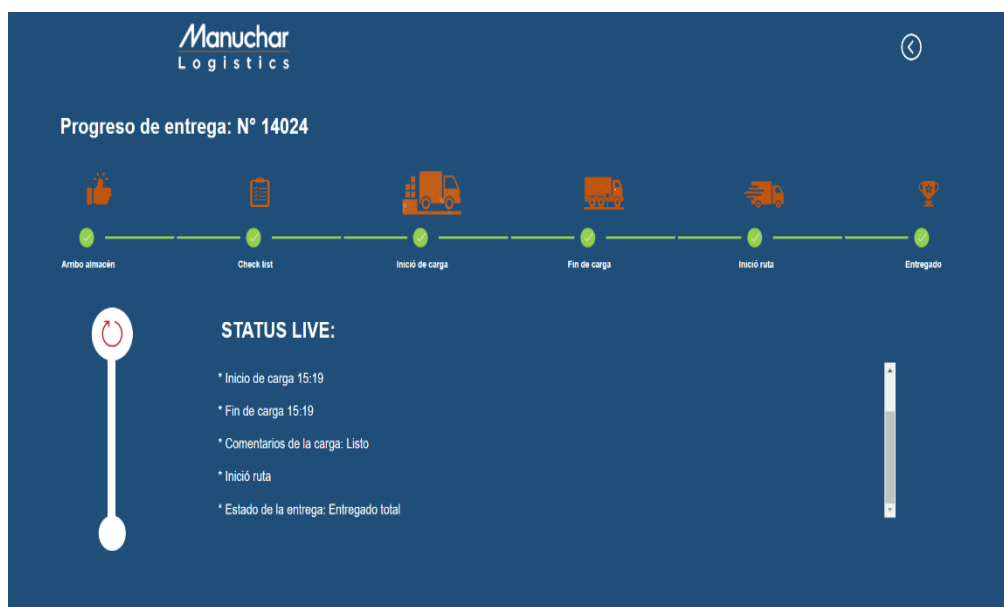 Manuchar
Logistics
Progreso de entrega: N° 14024
Arribo almacén
Check list
Inició de carga
Fin de carga
Inició ruta
Entregado
STATUS LIVE:
* Inicio de carga 15:19
* Fin de carga 15:19
* Comentarios de la carga: Listo
* Inició ruta
* Estado de la entrega: Entregado total